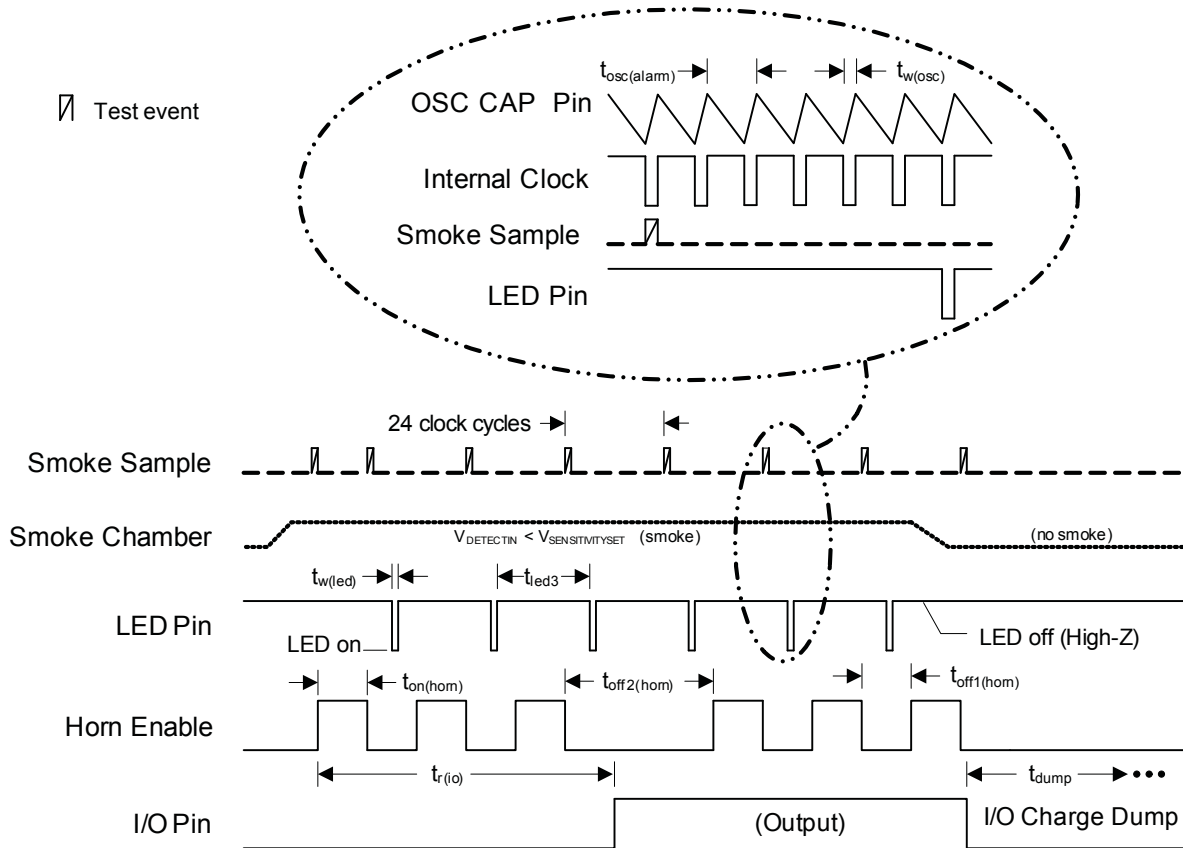 t_osc(alarm)
t_w(osc)
OSC CAP Pin
Test event
Internal Clock
Smoke Sample
LED Pin
24 clock cycles
Smoke Sample
Smoke Chamber
V_DETECTIN < V_SENSITIVITYSET (smoke)
(no smoke)
t_w(led)
t_led3
LED Pin
LED on
LED off (High-Z)
t_on(horn)
t_off2(horn)
t_off1(horn)
Horn Enable
t_r(io)
t_dump
I/O Pin
(Output)
I/O Charge Dump